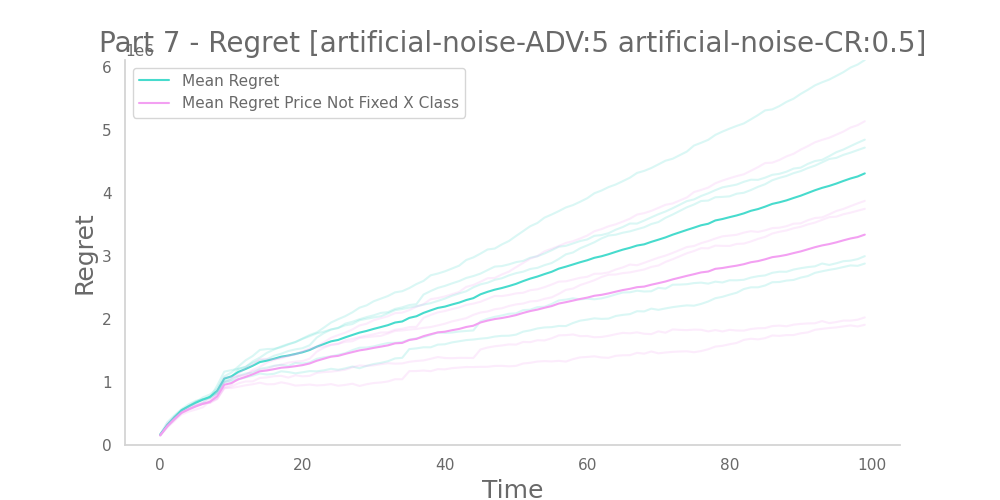 Part 7 - Regret [artificial-noise-ADV:5 artificial-noise-CR:0.5]
1e6
Mean Regret
Mean Regret Price Not Fixed X Class
6
5
4
3
2
1
0
Regret
0 20 40 60 80 100
Time